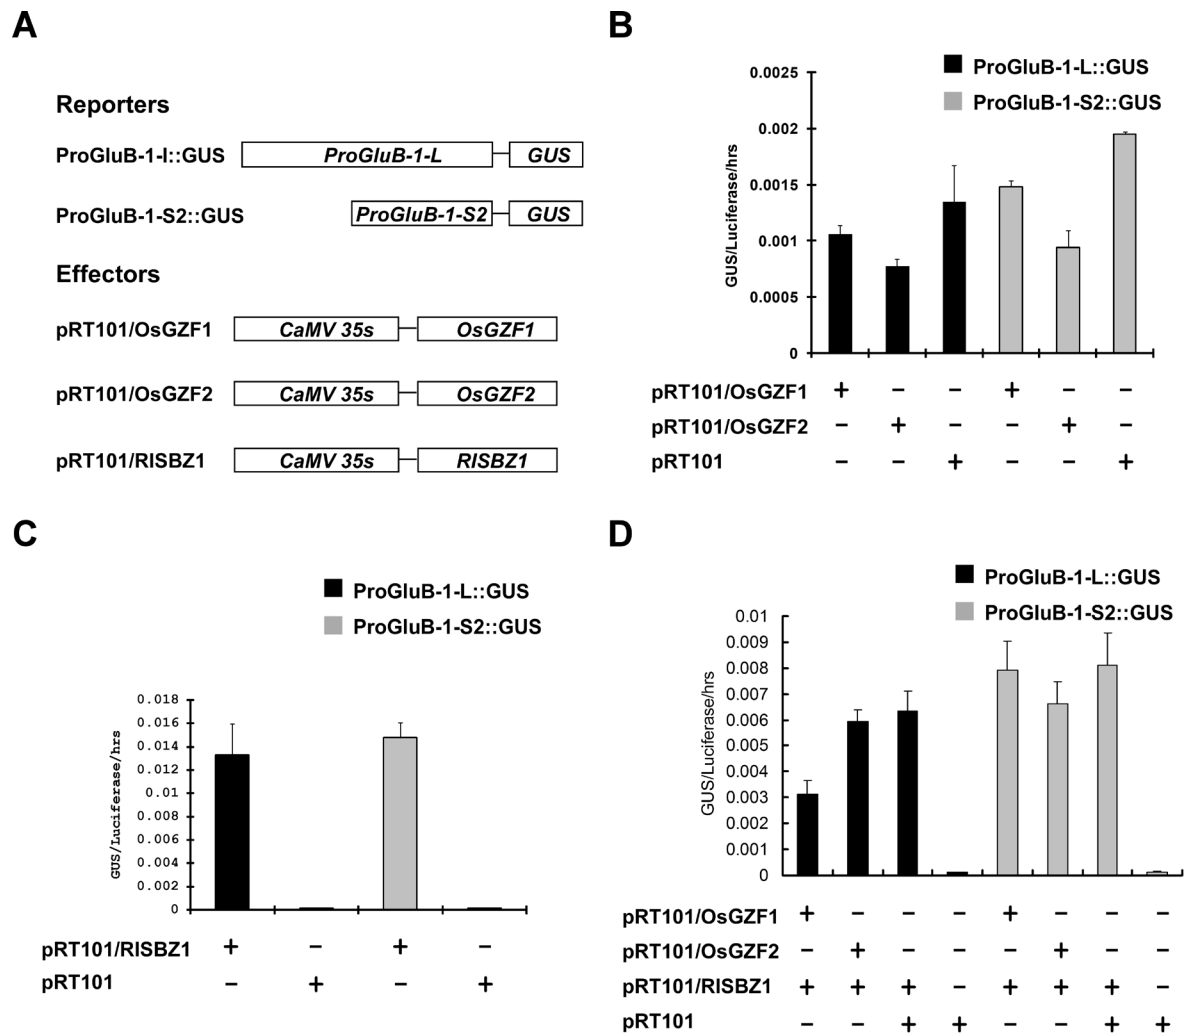 A
Reporters
ProGluB-1-l::GUS ProGluB-1-L GUS
ProGluB-1-S2::GUS ProGluB-1-S2 GUS
Effectors
pRT101/OsGZF1 CaMV 35s OsGZF1
pRT101/OsGZF2 CaMV 35s OsGZF2
pRT101/RISBZ1 CaMV 35s RISBZ1
B
ProGluB-1-L::GUS
ProGluB-1-S2::GUS
GUS/Luciferase/hrs
0.0025
0.002
0.0015
0.001
0.0005
0
pRT101/OsGZF1 + – – + – –
pRT101/OsGZF2 – + – – + –
pRT101 – – + – – +
C
ProGluB-1-L::GUS
ProGluB-1-S2::GUS
GUS/Luciferase/hrs
0.018
0.016
0.014
0.012
0.01
0.008
0.006
0.004
0.002
0
pRT101/RISBZ1 + – + –
pRT101 – + – +
D
ProGluB-1-L::GUS
ProGluB-1-S2::GUS
GUS/Luciferase/hrs
0.01
0.009
0.008
0.007
0.006
0.005
0.004
0.003
0.002
0.001
0
pRT101/OsGZF1 + – – – + – – –
pRT101/OsGZF2 – + – – – + – –
pRT101/RISBZ1 + + + – + + + –
pRT101 – – + + – – + +